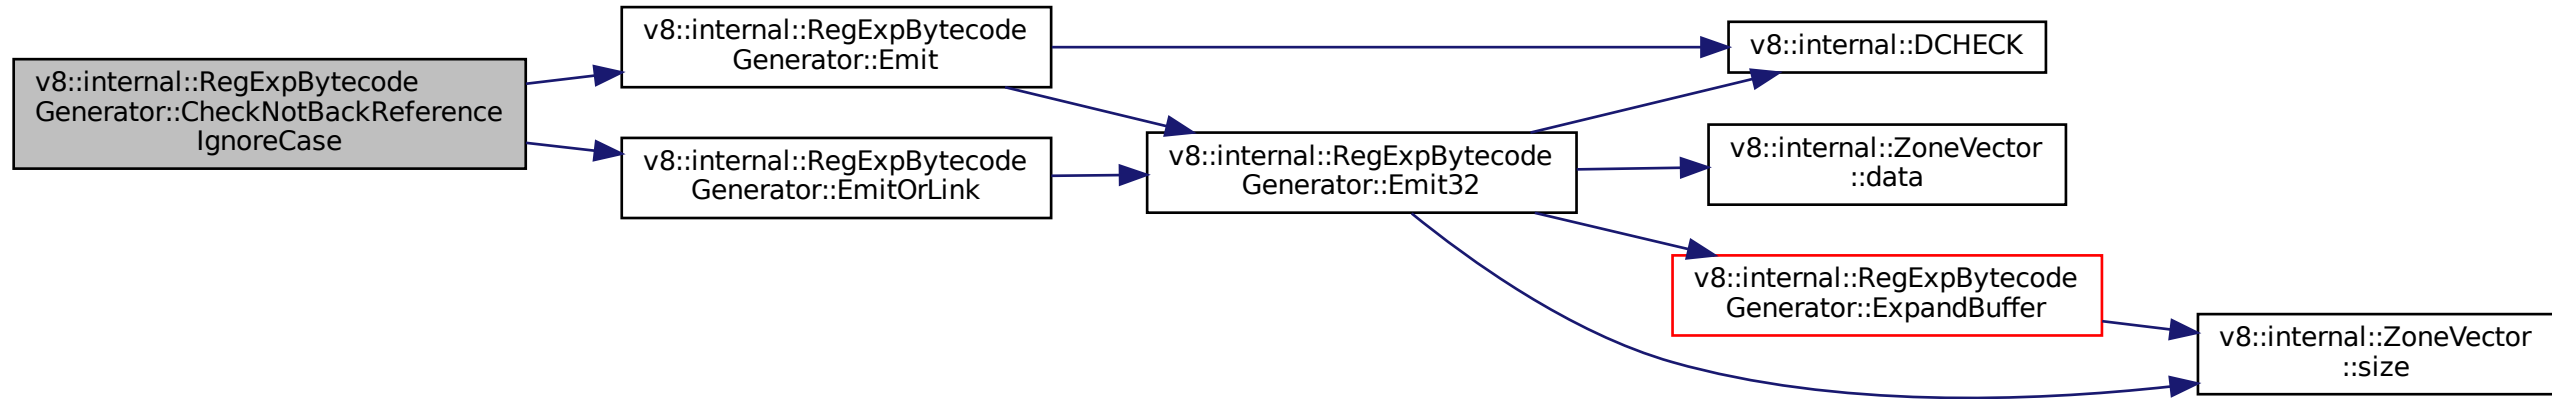 v8::internal::RegExpBytecode
Generator::CheckNotBackReference
IgnoreCase
v8::internal::RegExpBytecode
Generator::Emit
v8::internal::RegExpBytecode
Generator::EmitOrLink
v8::internal::RegExpBytecode
Generator::Emit32
v8::internal::DCHECK
v8::internal::ZoneVector
::data
v8::internal::RegExpBytecode
Generator::ExpandBuffer
v8::internal::ZoneVector
::size